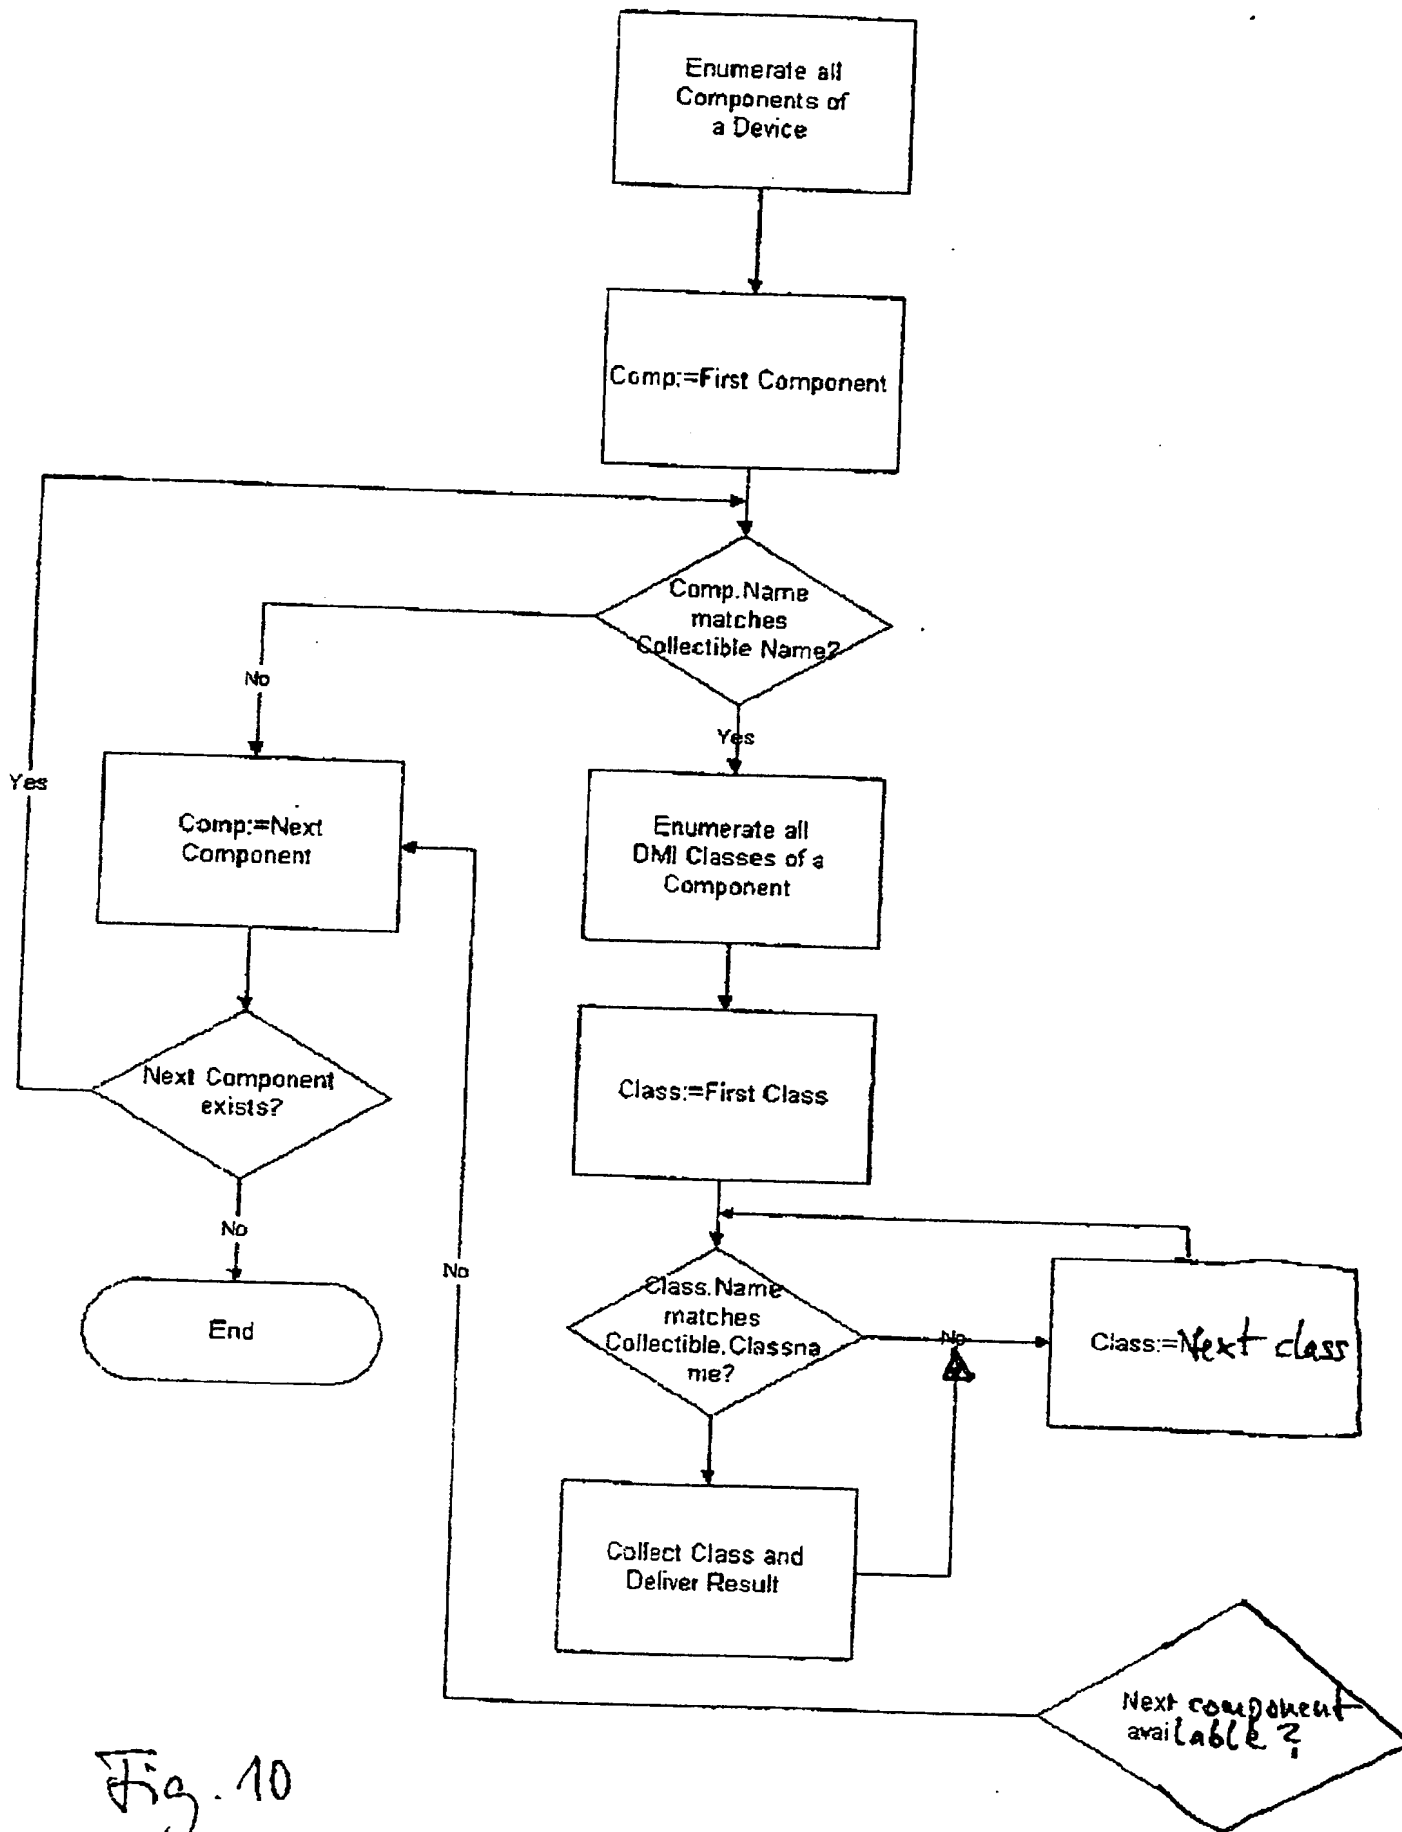 Enumerate all
Components of
a Device
Comp:=First Component
Comp.Name
matches
Collectible Name?
No
Yes
Yes
Comp:=Next
Component
Enumerate all
DMI Classes of a
Component
Next Component
exists?
Class:=First Class
No
No
End
Class.Name
matches
Collectible.Classna
me?
No
Class:=Next class
Collect Class and
Deliver Result
Next component
available?
Fig. 10